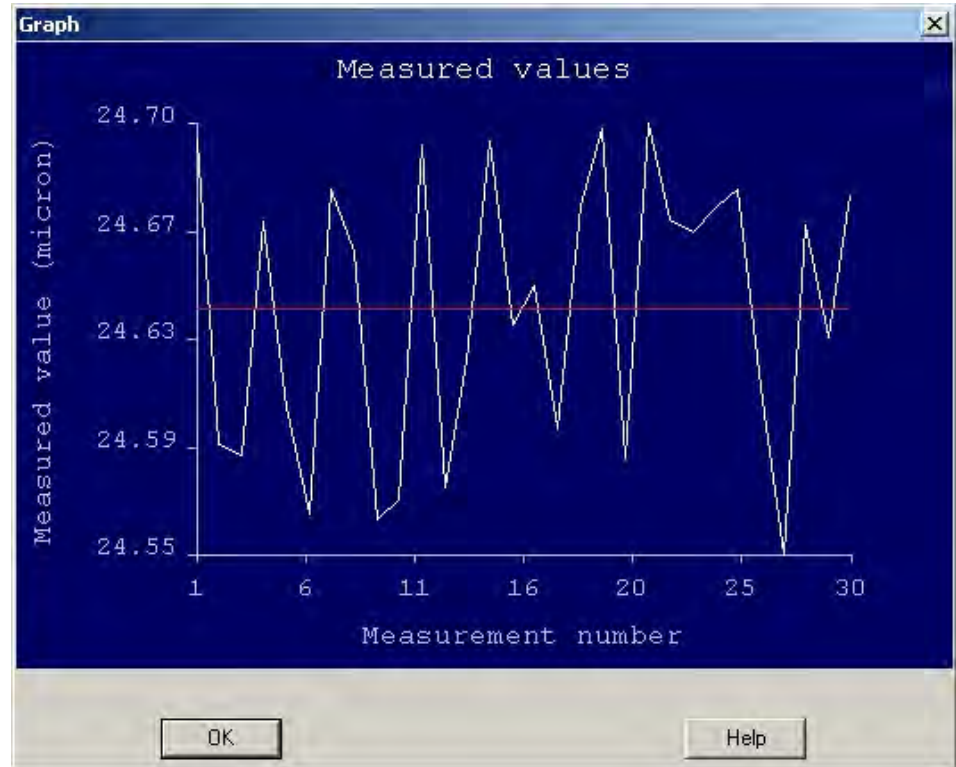 Graph
Measured values
Measured value (micron)
24.70
24.67
24.63
24.59
24.55
1 6 11 16 20 25 30
Measurement number
OK Help